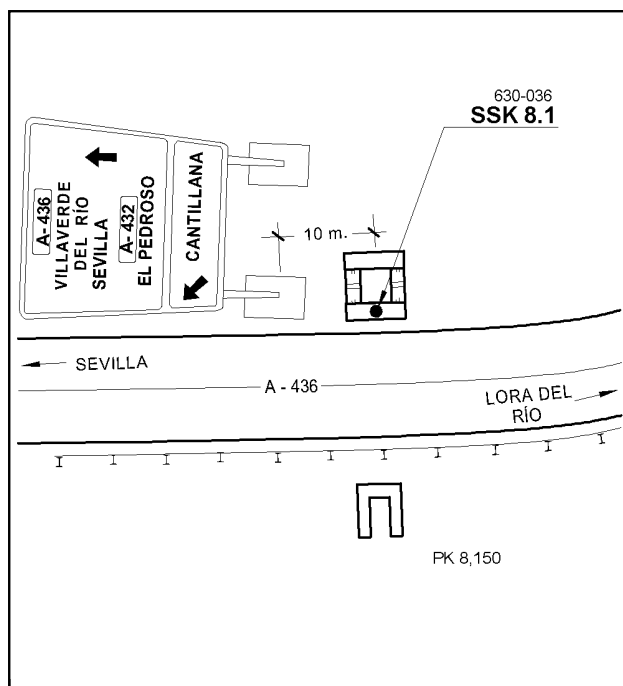 630-036
SSK 8.1
A- 436
VILLAVERDE
DEL RÍO
SEVILLA
A- 432
EL PEDROSO
CANTILLANA
10 m.
SEVILLA
A - 436
LORA DEL
RÍO
PK 8,150